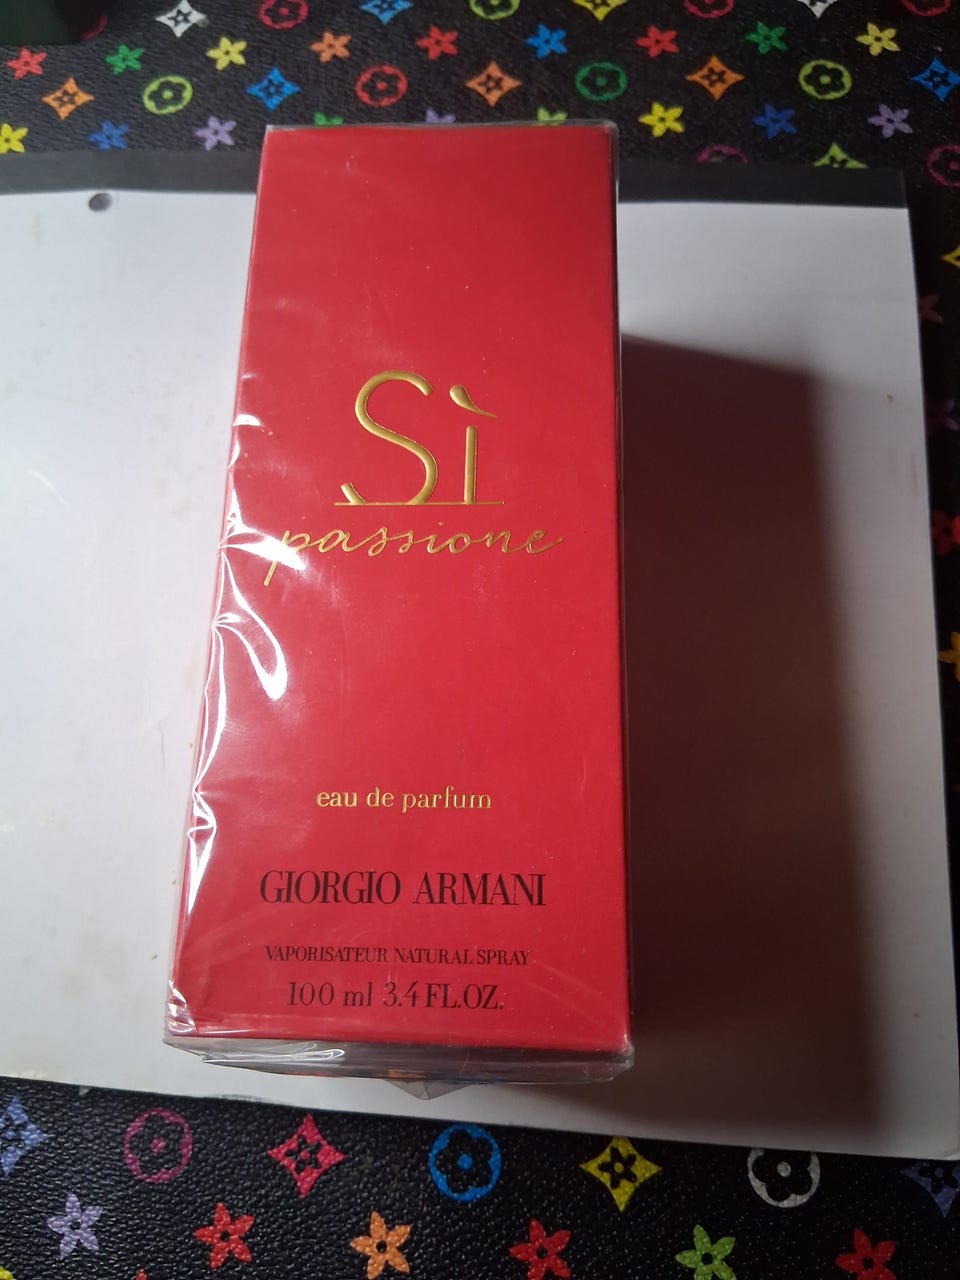 Sì
passione
eau de parfum
GIORGIO ARMANI
VAPORISATEUR NATURAL SPRAY
100 ml 3.4 FL.OZ.